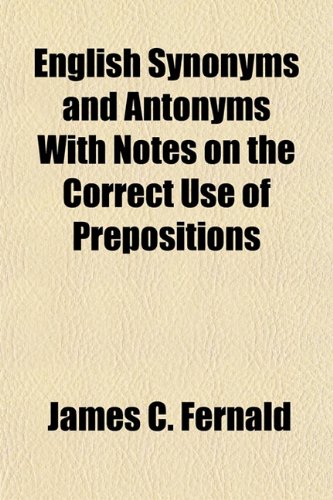 English Synonyms
and Antonyms
With Notes on the
Correct Use of
Prepositions
James C. Fernald